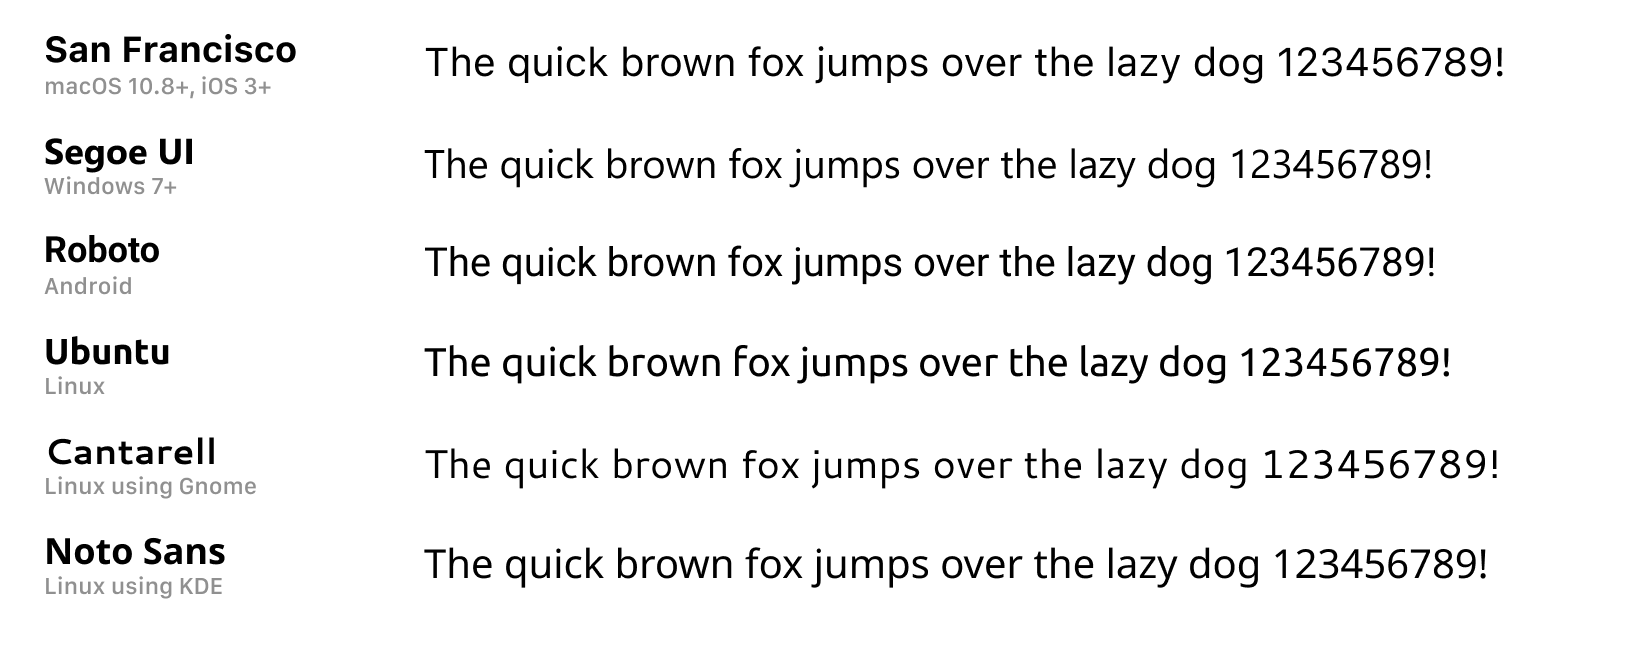 San Francisco
macOS 10.8+, iOS 3+
The quick brown fox jumps over the lazy dog 123456789!
Segoe UI
Windows 7+
The quick brown fox jumps over the lazy dog 123456789!
Roboto
Android
The quick brown fox jumps over the lazy dog 123456789!
Ubuntu
Linux
The quick brown fox jumps over the lazy dog 123456789!
Cantarell
Linux using Gnome
The quick brown fox jumps over the lazy dog 123456789!
Noto Sans
Linux using KDE
The quick brown fox jumps over the lazy dog 123456789!